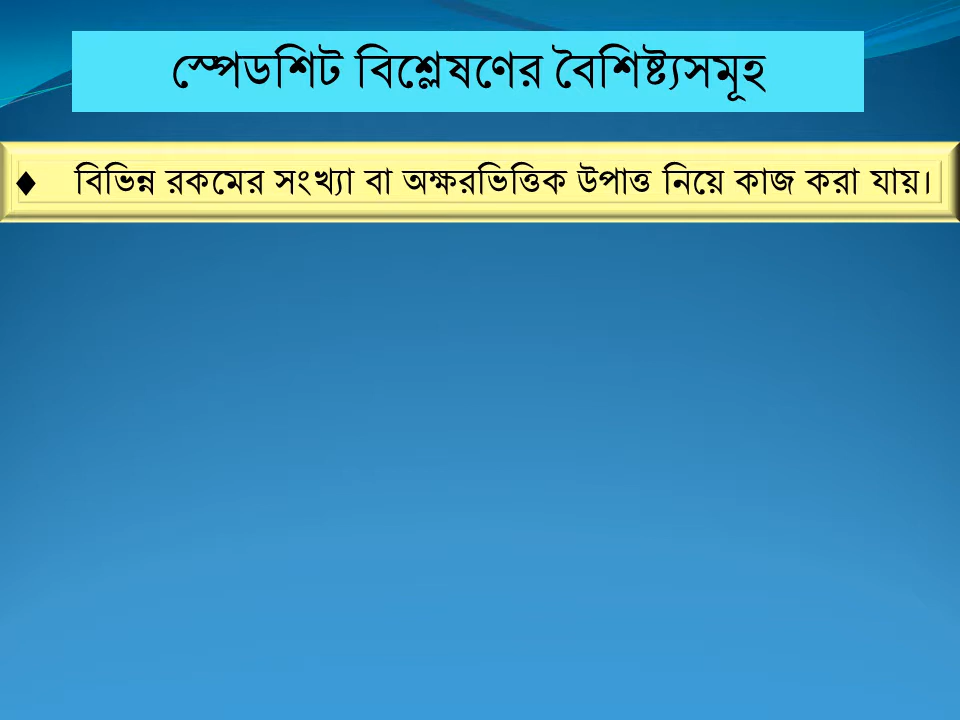 স্পেডশিট বিশ্লেষণের বৈশিষ্ট্যসমূহ
♦ বিভিন্ন রকমের সংখ্যা বা অক্ষরভিত্তিক উপাত্ত নিয়ে কাজ করা যায়।